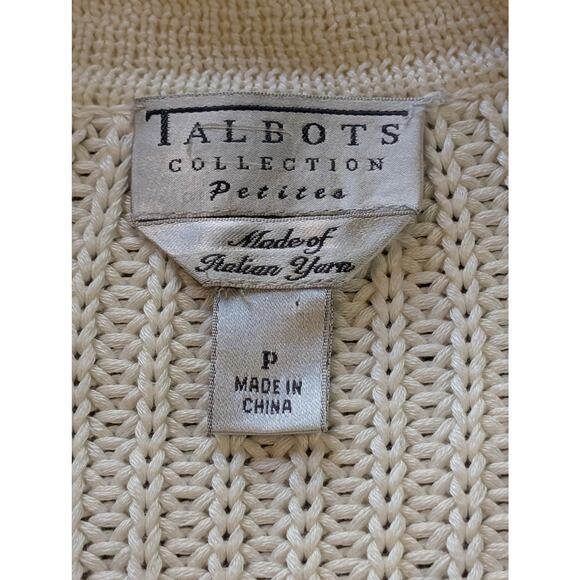 TALBOTS
COLLECTION
Petites
Made of
Italian Yarn
P
MADE IN
CHINA